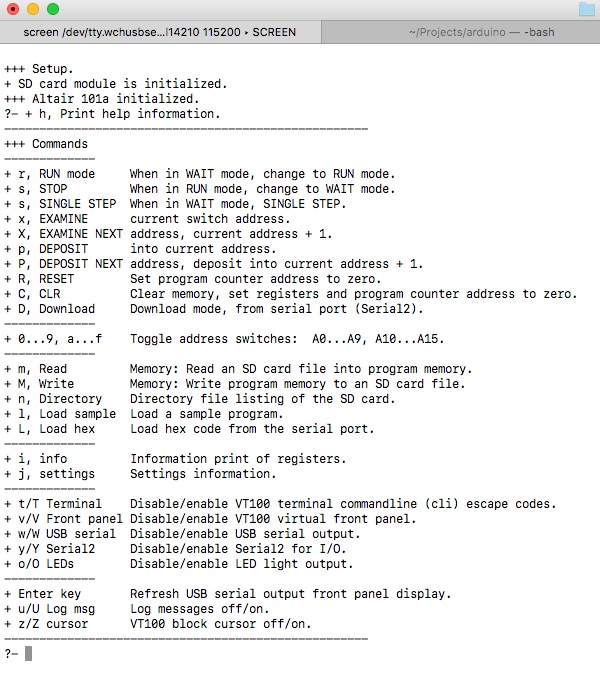 screen /dev/tty.wchusbse...l14210 115200 ▸ SCREEN
~/Projects/arduino — -bash
+++ Setup.
+ SD card module is initialized.
+++ Altair 101a initialized.
?- + h, Print help information.
----------------------------------------------------
+++ Commands
-------------
+ r, RUN mode     When in WAIT mode, change to RUN mode.
+ s, STOP         When in RUN mode, change to WAIT mode.
+ s, SINGLE STEP  When in WAIT mode, SINGLE STEP.
+ x, EXAMINE      current switch address.
+ X, EXAMINE NEXT address, current address + 1.
+ p, DEPOSIT      into current address.
+ P, DEPOSIT NEXT address, deposit into current address + 1.
+ R, RESET        Set program counter address to zero.
+ C, CLR          Clear memory, set registers and program counter address to zero.
+ D, Download     Download mode, from serial port (Serial2).
-------------
+ 0...9, a...f    Toggle address switches:  A0...A9, A10...A15.
-------------
+ m, Read         Memory: Read an SD card file into program memory.
+ M, Write        Memory: Write program memory to an SD card file.
+ n, Directory    Directory file listing of the SD card.
+ l, Load sample  Load a sample program.
+ L, Load hex     Load hex code from the serial port.
-------------
+ i, info         Information print of registers.
+ j, settings     Settings information.
-------------
+ t/T Terminal    Disable/enable VT100 terminal commandline (cli) escape codes.
+ v/V Front panel Disable/enable VT100 virtual front panel.
+ w/W USB serial  Disable/enable USB serial output.
+ y/Y Serial2     Disable/enable Serial2 for I/O.
+ o/O LEDs        Disable/enable LED light output.
-------------
+ Enter key       Refresh USB serial output front panel display.
+ u/U Log msg     Log messages off/on.
+ z/Z cursor      VT100 block cursor off/on.
----------------------------------------------------
?-